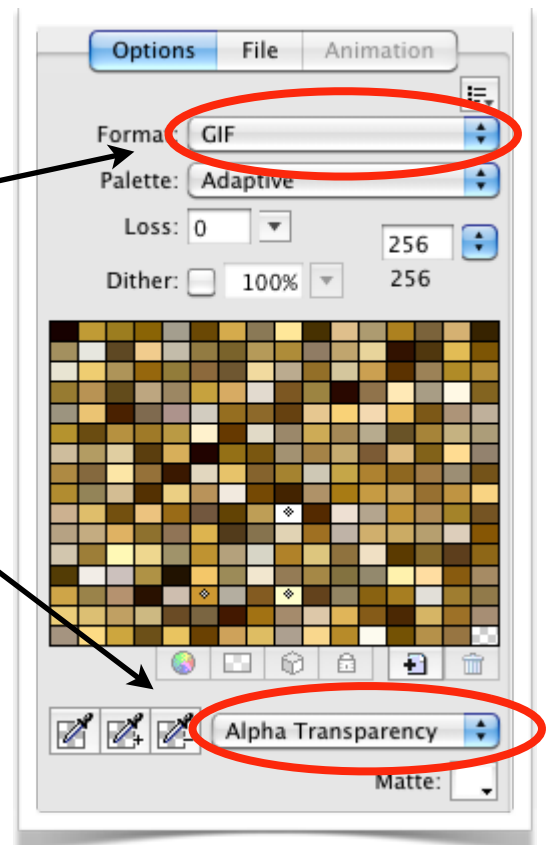 Options File Animation
Format: GIF
Palette: Adaptive
Loss: 0
256
Dither: 100% 256
Alpha Transparency
Matte: